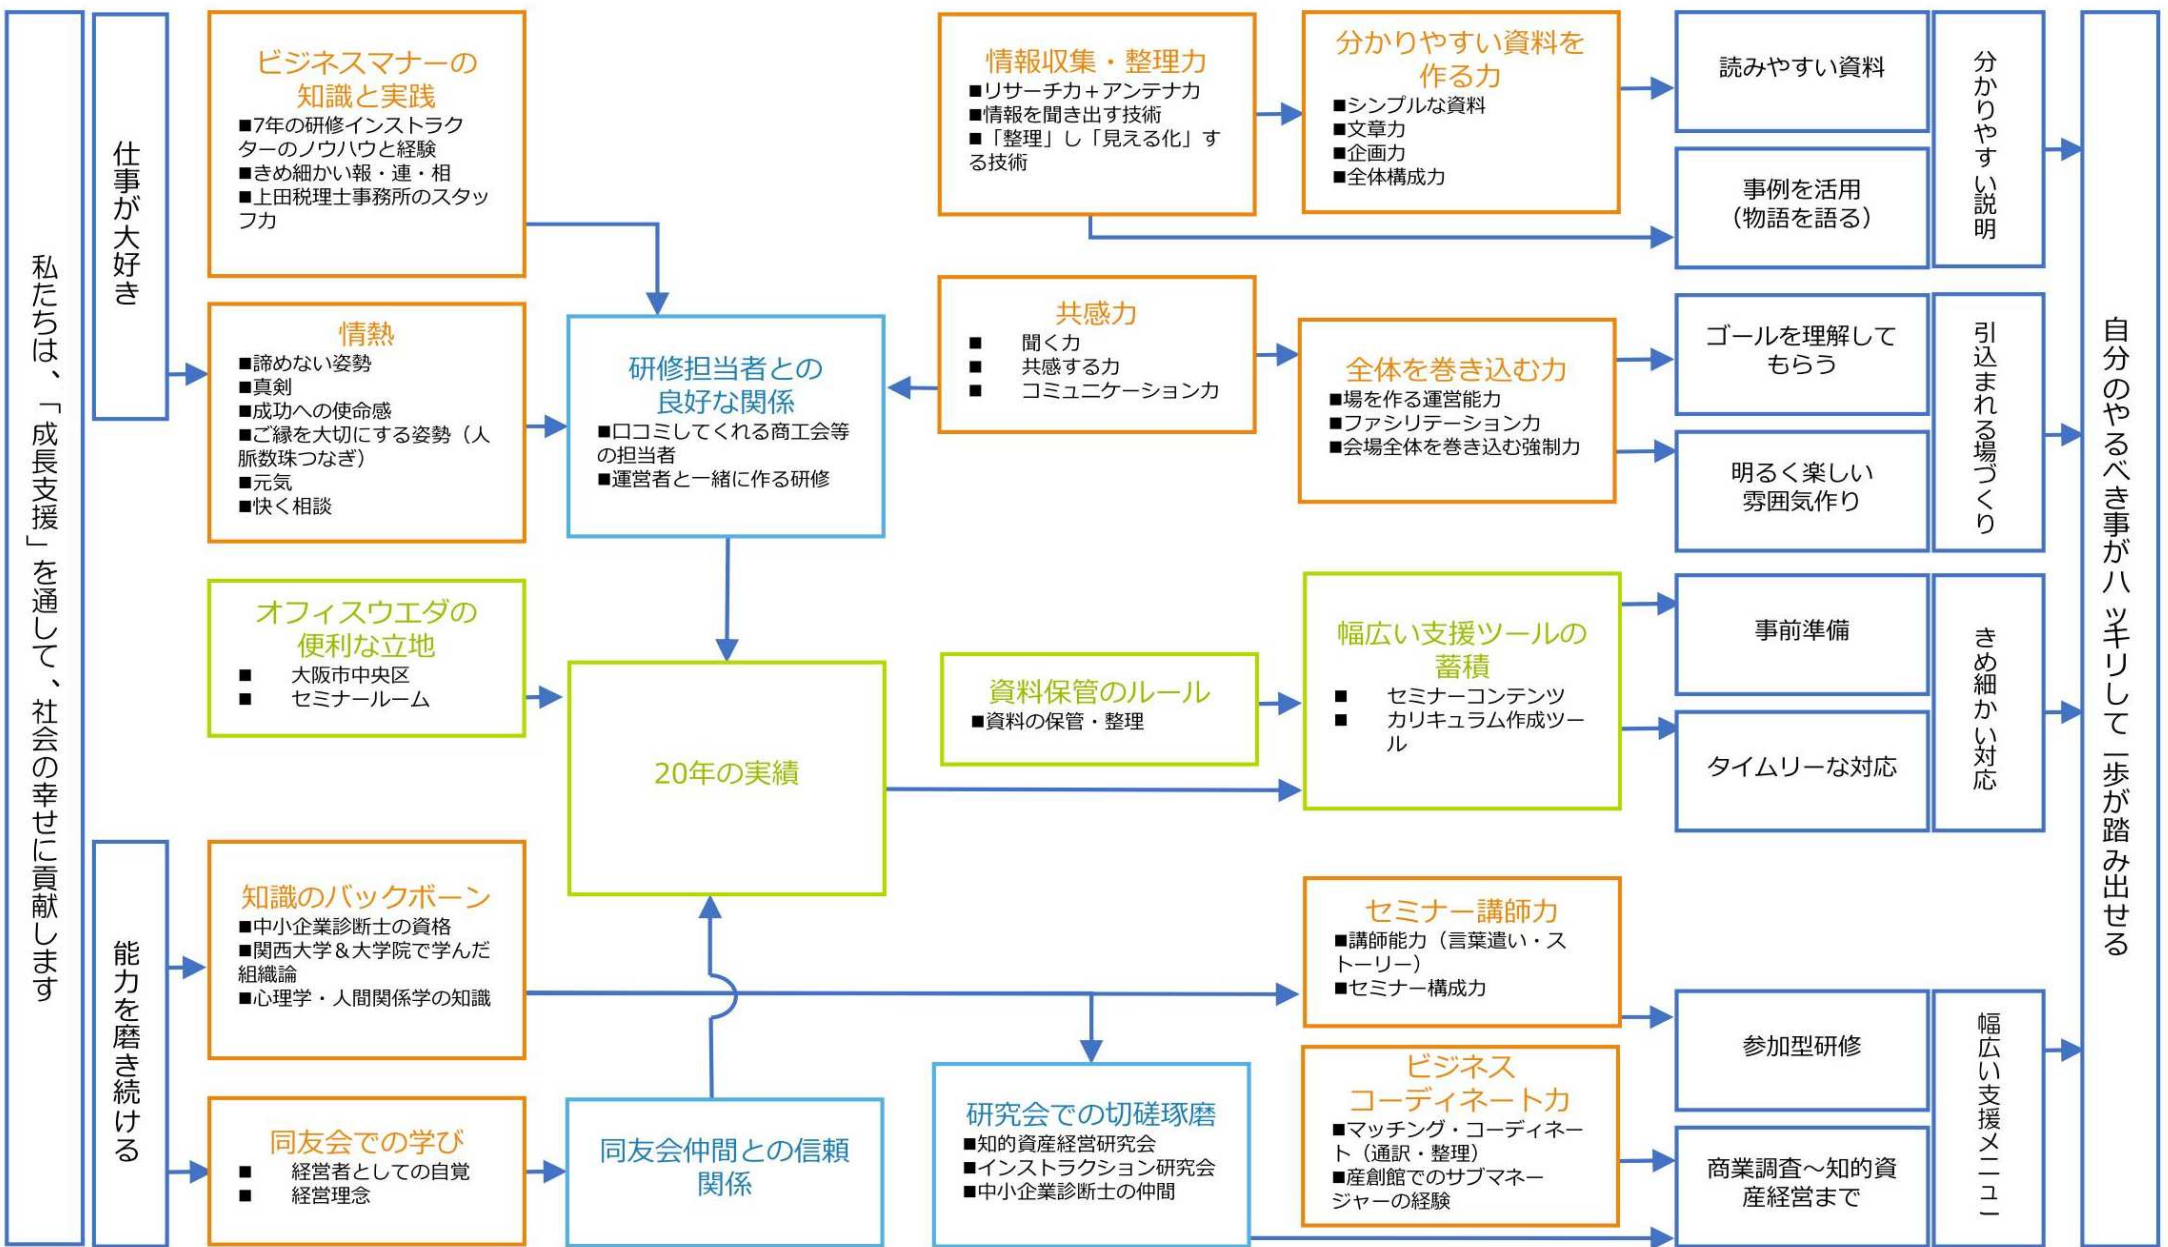 私たちは、「成長支援」を通して、社会の幸せに貢献します
仕事が大好き
能力を磨き続ける
ビジネスマナーの
知識と実践
■7年の研修インストラク
ターのノウハウと経験
■きめ細かい報・連・相
■上田税理士事務所のスタッ
フ力
情熱
■諦めない姿勢
■真剣
■成功への使命感
■ご縁を大切にする姿勢（人
脈数珠つなぎ）
■元気
■快く相談
オフィスウエダの
便利な立地
■ 大阪市中央区
■ セミナールーム
知識のバックボーン
■中小企業診断士の資格
■関西大学＆大学院で学んだ
組織論
■心理学・人間関係学の知識
同友会での学び
■ 経営者としての自覚
■ 経営理念
研修担当者との
良好な関係
■口コミしてくれる商工会等
の担当者
■運営者と一緒に作る研修
20年の実績
同友会仲間との信頼
関係
情報収集・整理力
■リサーチ力＋アンテナ力
■情報を聞き出す技術
■「整理」し「見える化」す
る技術
共感力
■ 聞く力
■ 共感する力
■ コミュニケーション力
資料保管のルール
■資料の保管・整理
研究会での切磋琢磨
■知的資産経営研究会
■インストラクション研究会
■中小企業診断士の仲間
分かりやすい資料を
作る力
■シンプルな資料
■文章力
■企画力
■全体構成力
全体を巻き込む力
■場を作る運営能力
■ファシリテーション力
■会場全体を巻き込む強制力
幅広い支援ツールの
蓄積
■ セミナーコンテンツ
■ カリキュラム作成ツー
ル
セミナー講師力
■講師能力（言葉遣い・ス
トーリー）
■セミナー構成力
ビジネス
コーディネート力
■マッチング・コーディネー
ト（通訳・整理）
■産創館でのサブマネー
ジャーの経験
読みやすい資料
事例を活用
（物語を語る）
ゴールを理解して
もらう
明るく楽しい
雰囲気作り
事前準備
タイムリーな対応
参加型研修
商業調査～知的資
産経営まで
分かりやすい説明
引込まれる場づくり
きめ細かい対応
幅広い支援メニュー
自分のやるべき事がハッキリして一歩が踏み出せる